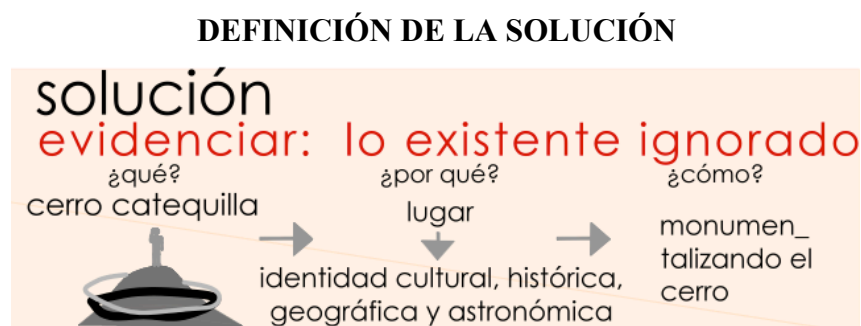 DEFINICIÓN DE LA SOLUCIÓN
solución
evidenciar: lo existente ignorado
¿qué?
cerro catequilla
¿por qué?
lugar
identidad cultural, histórica,
geográfica y astronómica
¿cómo?
monumen_
talizando el
cerro